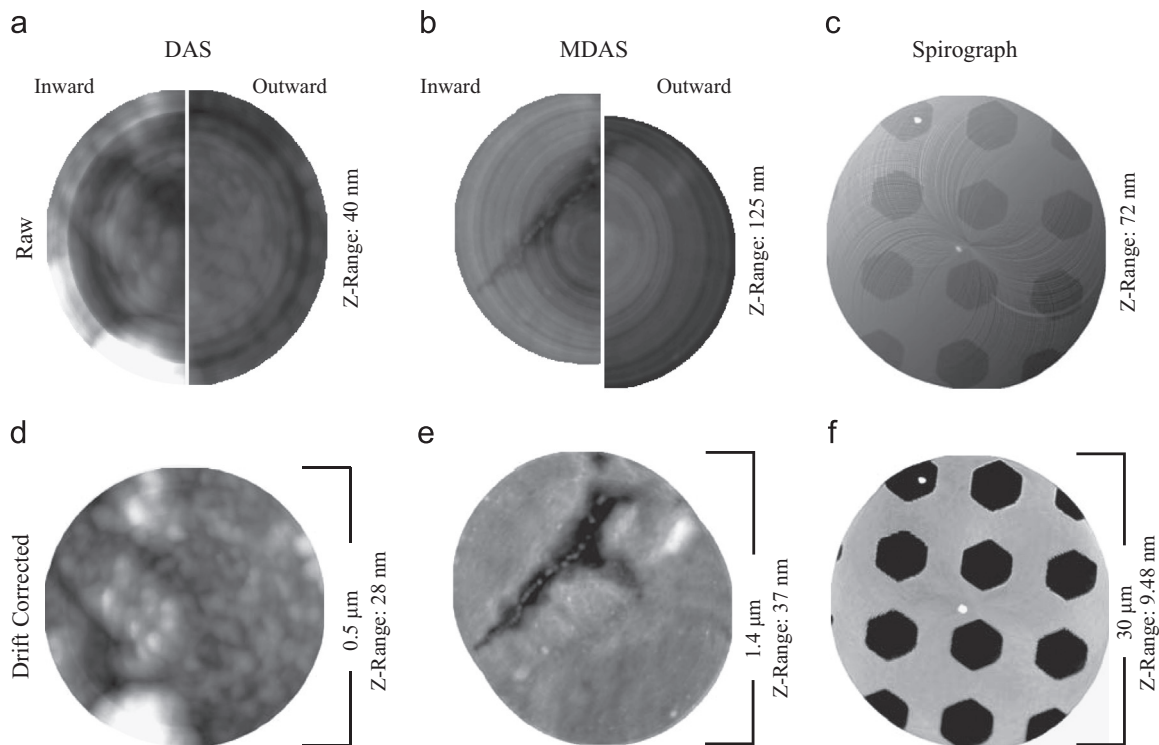 a
DAS
Inward
Outward
Raw
Z-Range: 40 nm
b
MDAS
Inward
Outward
Z-Range: 125 nm
c
Spirograph
Z-Range: 72 nm
d
Drift Corrected
0.5 µm
Z-Range: 28 nm
e
1.4 µm
Z-Range: 37 nm
f
30 µm
Z-Range: 9.48 nm